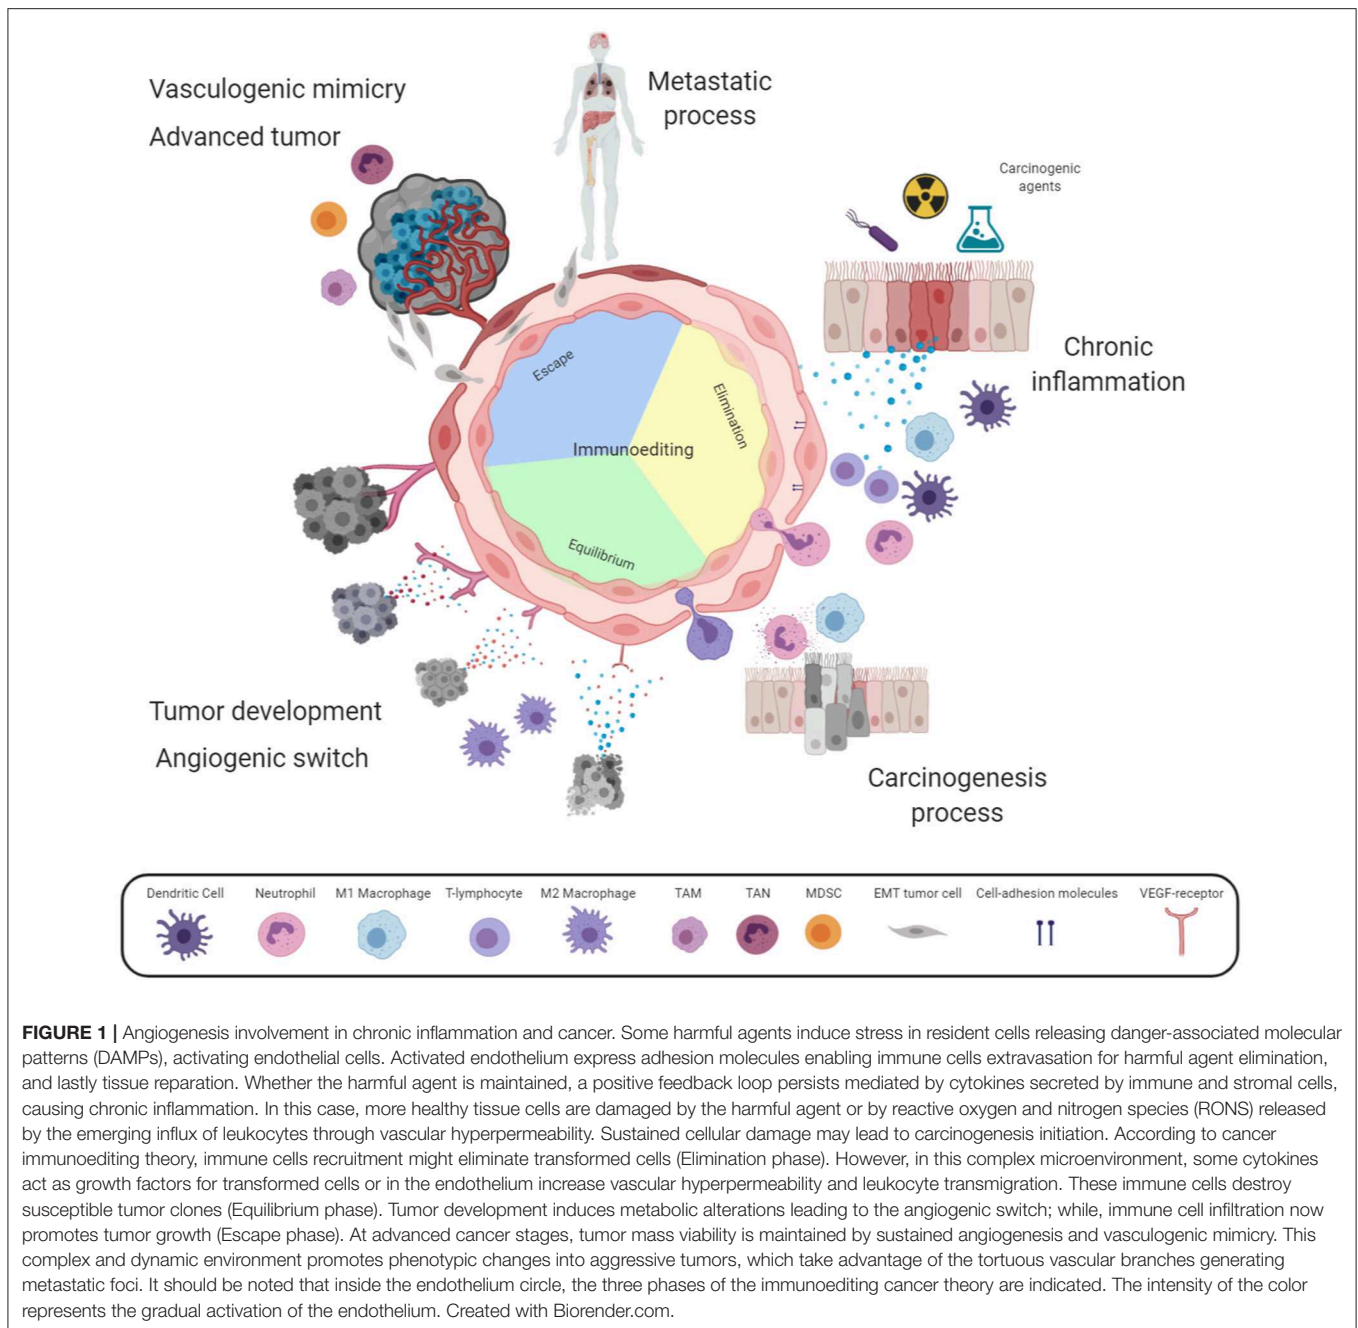 Vasculogenic mimicry
Advanced tumor
Metastatic
process
Carcinogenic
agents
Chronic
inflammation
Escape
Elimination
Immunoediting
Equilibrium
Tumor development
Angiogenic switch
Carcinogenesis
process
Dendritic Cell
Neutrophil
M1 Macrophage
T-lymphocyte
M2 Macrophage
TAM
TAN
MDSC
EMT tumor cell
Cell-adhesion molecules
VEGF-receptor
FIGURE 1 | Angiogenesis involvement in chronic inflammation and cancer. Some harmful agents induce stress in resident cells releasing danger-associated molecular
patterns (DAMPs), activating endothelial cells. Activated endothelium express adhesion molecules enabling immune cells extravasation for harmful agent elimination,
and lastly tissue reparation. Whether the harmful agent is maintained, a positive feedback loop persists mediated by cytokines secreted by immune and stromal cells,
causing chronic inflammation. In this case, more healthy tissue cells are damaged by the harmful agent or by reactive oxygen and nitrogen species (RONS) released
by the emerging influx of leukocytes through vascular hyperpermeability. Sustained cellular damage may lead to carcinogenesis initiation. According to cancer
immunoediting theory, immune cells recruitment might eliminate transformed cells (Elimination phase). However, in this complex microenvironment, some cytokines
act as growth factors for transformed cells or in the endothelium increase vascular hyperpermeability and leukocyte transmigration. These immune cells destroy
susceptible tumor clones (Equilibrium phase). Tumor development induces metabolic alterations leading to the angiogenic switch; while, immune cell infiltration now
promotes tumor growth (Escape phase). At advanced cancer stages, tumor mass viability is maintained by sustained angiogenesis and vasculogenic mimicry. This
complex and dynamic environment promotes phenotypic changes into aggressive tumors, which take advantage of the tortuous vascular branches generating
metastatic foci. It should be noted that inside the endothelium circle, the three phases of the immunoediting cancer theory are indicated. The intensity of the color
represents the gradual activation of the endothelium. Created with Biorender.com.